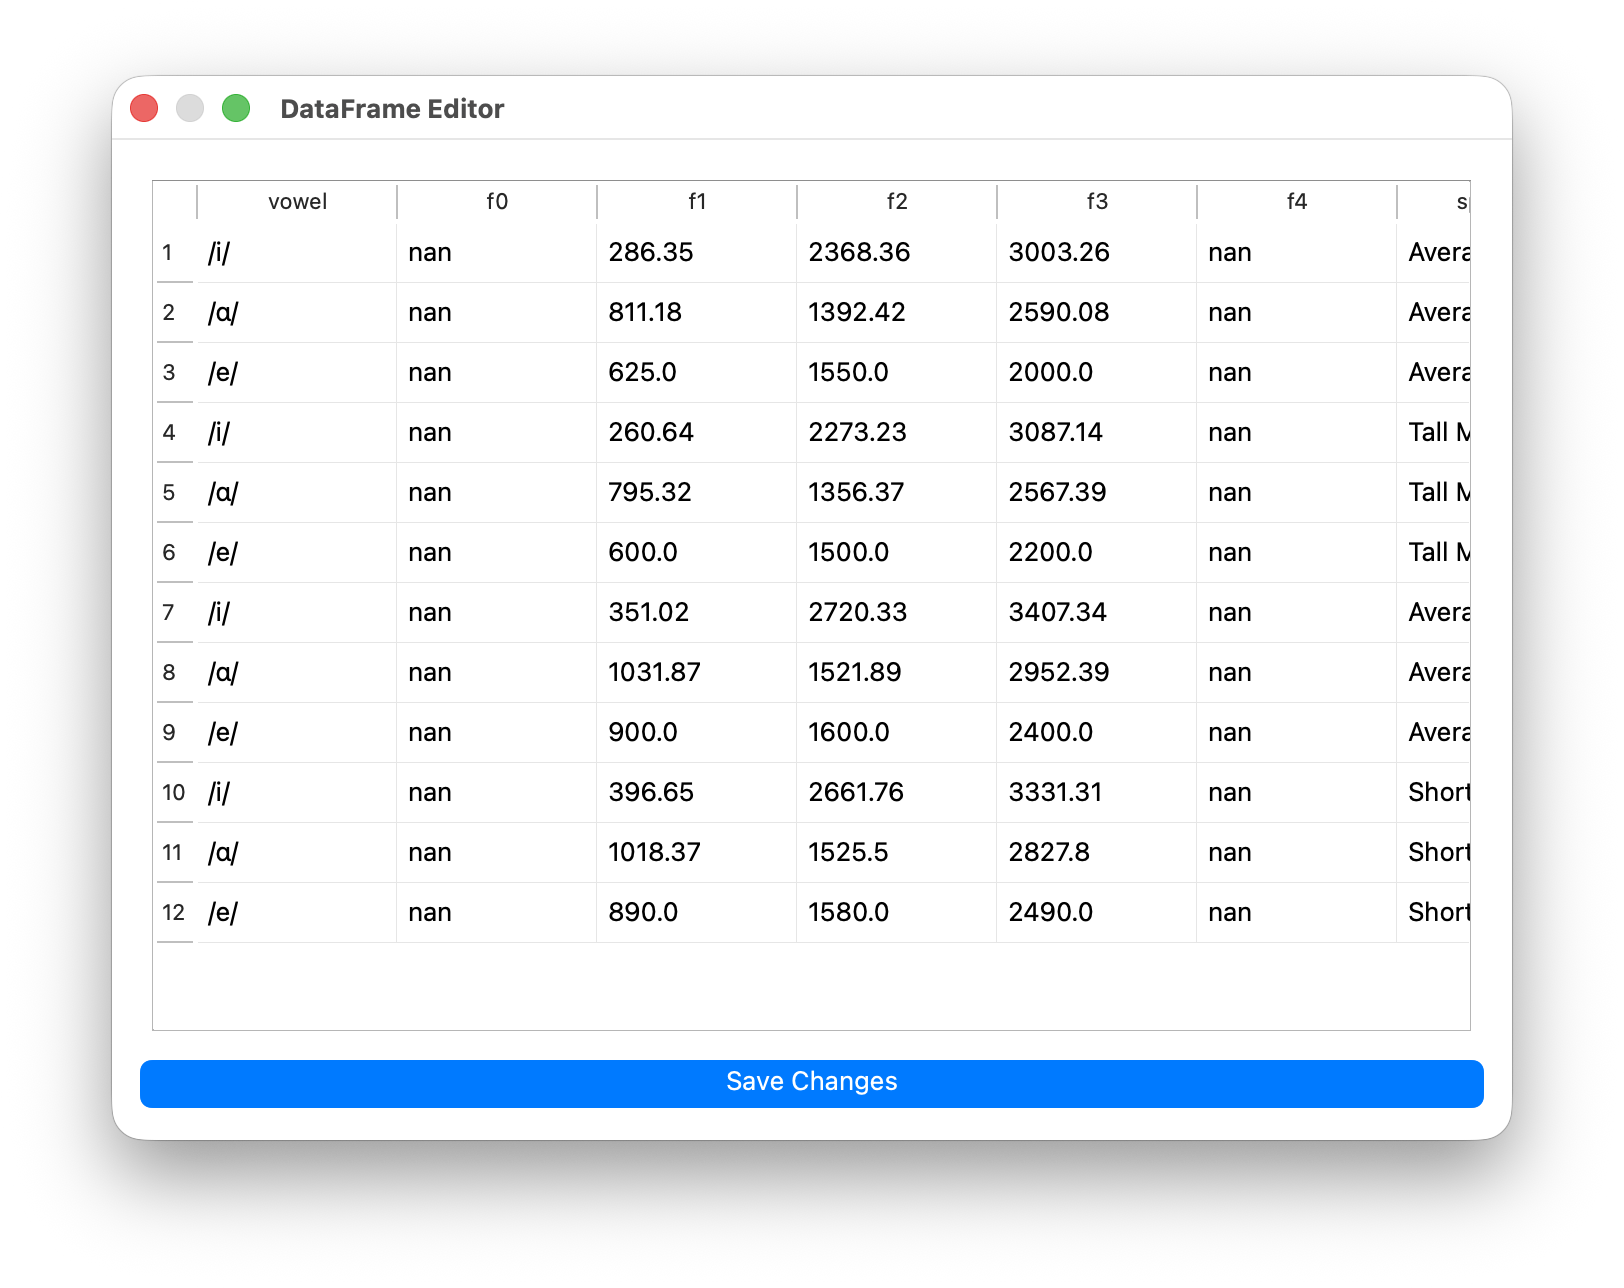 DataFrame Editor
vowel f0 f1 f2 f3 f4
1 /i/ nan 286.35 2368.36 3003.26 nan
2 /ɑ/ nan 811.18 1392.42 2590.08 nan
3 /e/ nan 625.0 1550.0 2000.0 nan
4 /i/ nan 260.64 2273.23 3087.14 nan Tall
5 /ɑ/ nan 795.32 1356.37 2567.39 nan Tall
6 /e/ nan 600.0 1500.0 2200.0 nan Tall
7 /i/ nan 351.02 2720.33 3407.34 nan
8 /ɑ/ nan 1031.87 1521.89 2952.39 nan
9 /e/ nan 900.0 1600.0 2400.0 nan
10 /i/ nan 396.65 2661.76 3331.31 nan Short
11 /ɑ/ nan 1018.37 1525.5 2827.8 nan Short
12 /e/ nan 890.0 1580.0 2490.0 nan Short
Save Changes